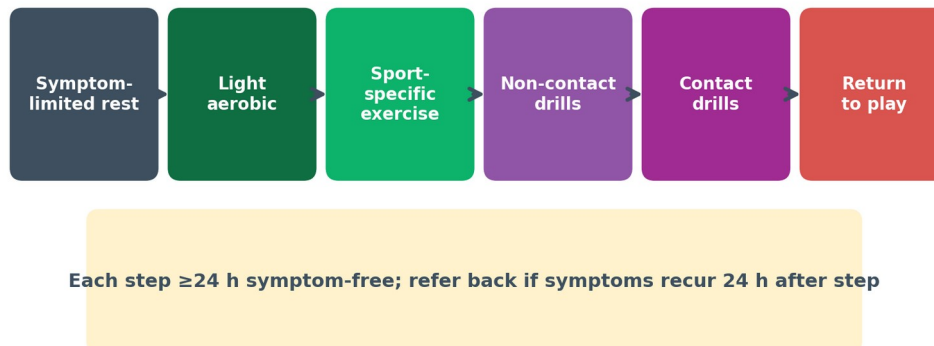 Symptom-
limited rest
Light
aerobic
Sport-
specific
exercise
Non-contact
drills
Contact
drills
Return
to play
Each step ≥24 h symptom-free; refer back if symptoms recur 24 h after step